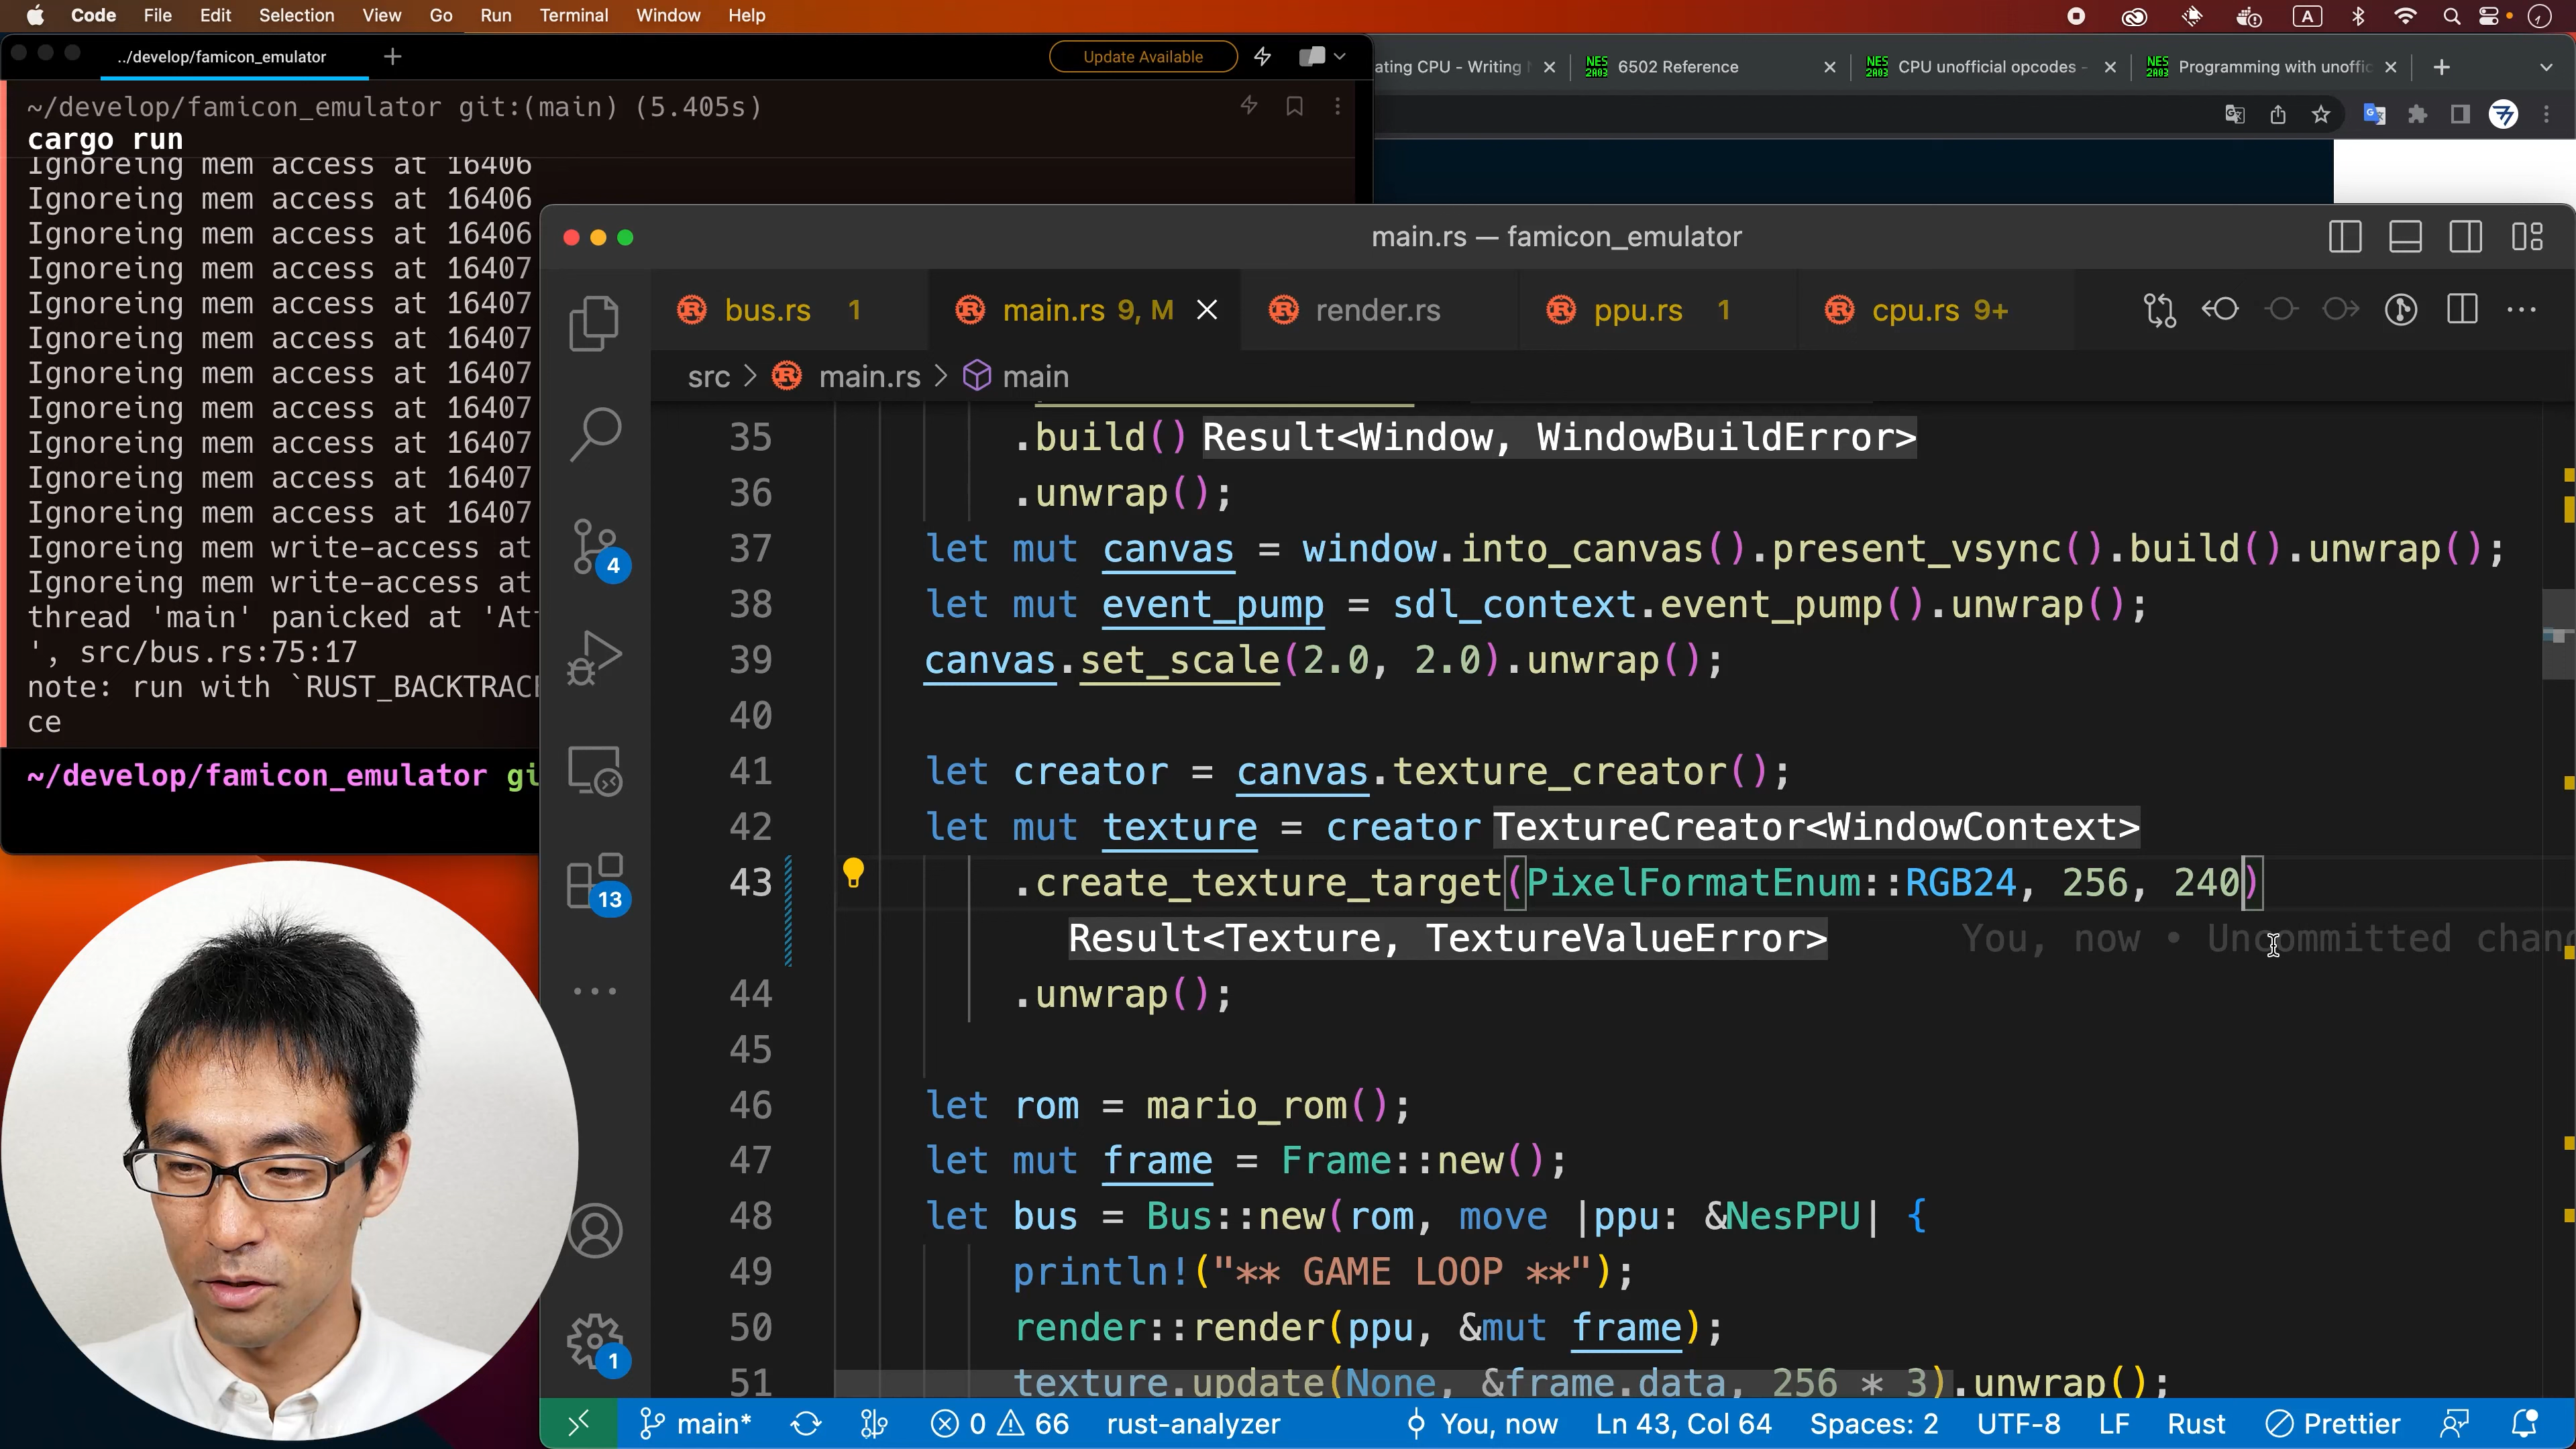 Code File Edit Selection View Go Run Terminal Window Help
A
../develop/famicon_emulator
Update Available
ating CPU - Writing
6502 Reference
CPU unofficial opcodes -
Programming with unoffic
~/develop/famicon_emulator git:(main) (5.405s)
cargo run
Ignoreing mem access at 16406
Ignoreing mem access at 16406
Ignoreing mem access at 16406
Ignoreing mem access at 16407
Ignoreing mem access at 16407
Ignoreing mem access at 16407
Ignoreing mem access at 16407
Ignoreing mem access at 16407
Ignoreing mem access at 16407
Ignoreing mem access at 16407
Ignoreing mem access at 16407
Ignoreing mem write-access at
Ignoreing mem write-access at
thread 'main' panicked at 'Att
', src/bus.rs:75:17
note: run with `RUST_BACKTRACE
ce
~/develop/famicon_emulator gi
main.rs — famicon_emulator
bus.rs 1
main.rs 9, M
render.rs
ppu.rs 1
cpu.rs 9+
src > main.rs > main
4
13
1
35 .build() Result<Window, WindowBuildError>
36 .unwrap();
37 let mut canvas = window.into_canvas().present_vsync().build().unwrap();
38 let mut event_pump = sdl_context.event_pump().unwrap();
39 canvas.set_scale(2.0, 2.0).unwrap();
40
41 let creator = canvas.texture_creator();
42 let mut texture = creator TextureCreator<WindowContext>
43 .create_texture_target(PixelFormatEnum::RGB24, 256, 240)
Result<Texture, TextureValueError> You, now • Uncommitted chan
44 .unwrap();
45
46 let rom = mario_rom();
47 let mut frame = Frame::new();
48 let bus = Bus::new(rom, move |ppu: &NesPPU| {
49 println!("** GAME LOOP **");
50 render::render(ppu, &mut frame);
51 texture.update(None, &frame.data, 256 * 3).unwrap();
main* 0 66 rust-analyzer You, now Ln 43, Col 64 Spaces: 2 UTF-8 LF Rust Prettier